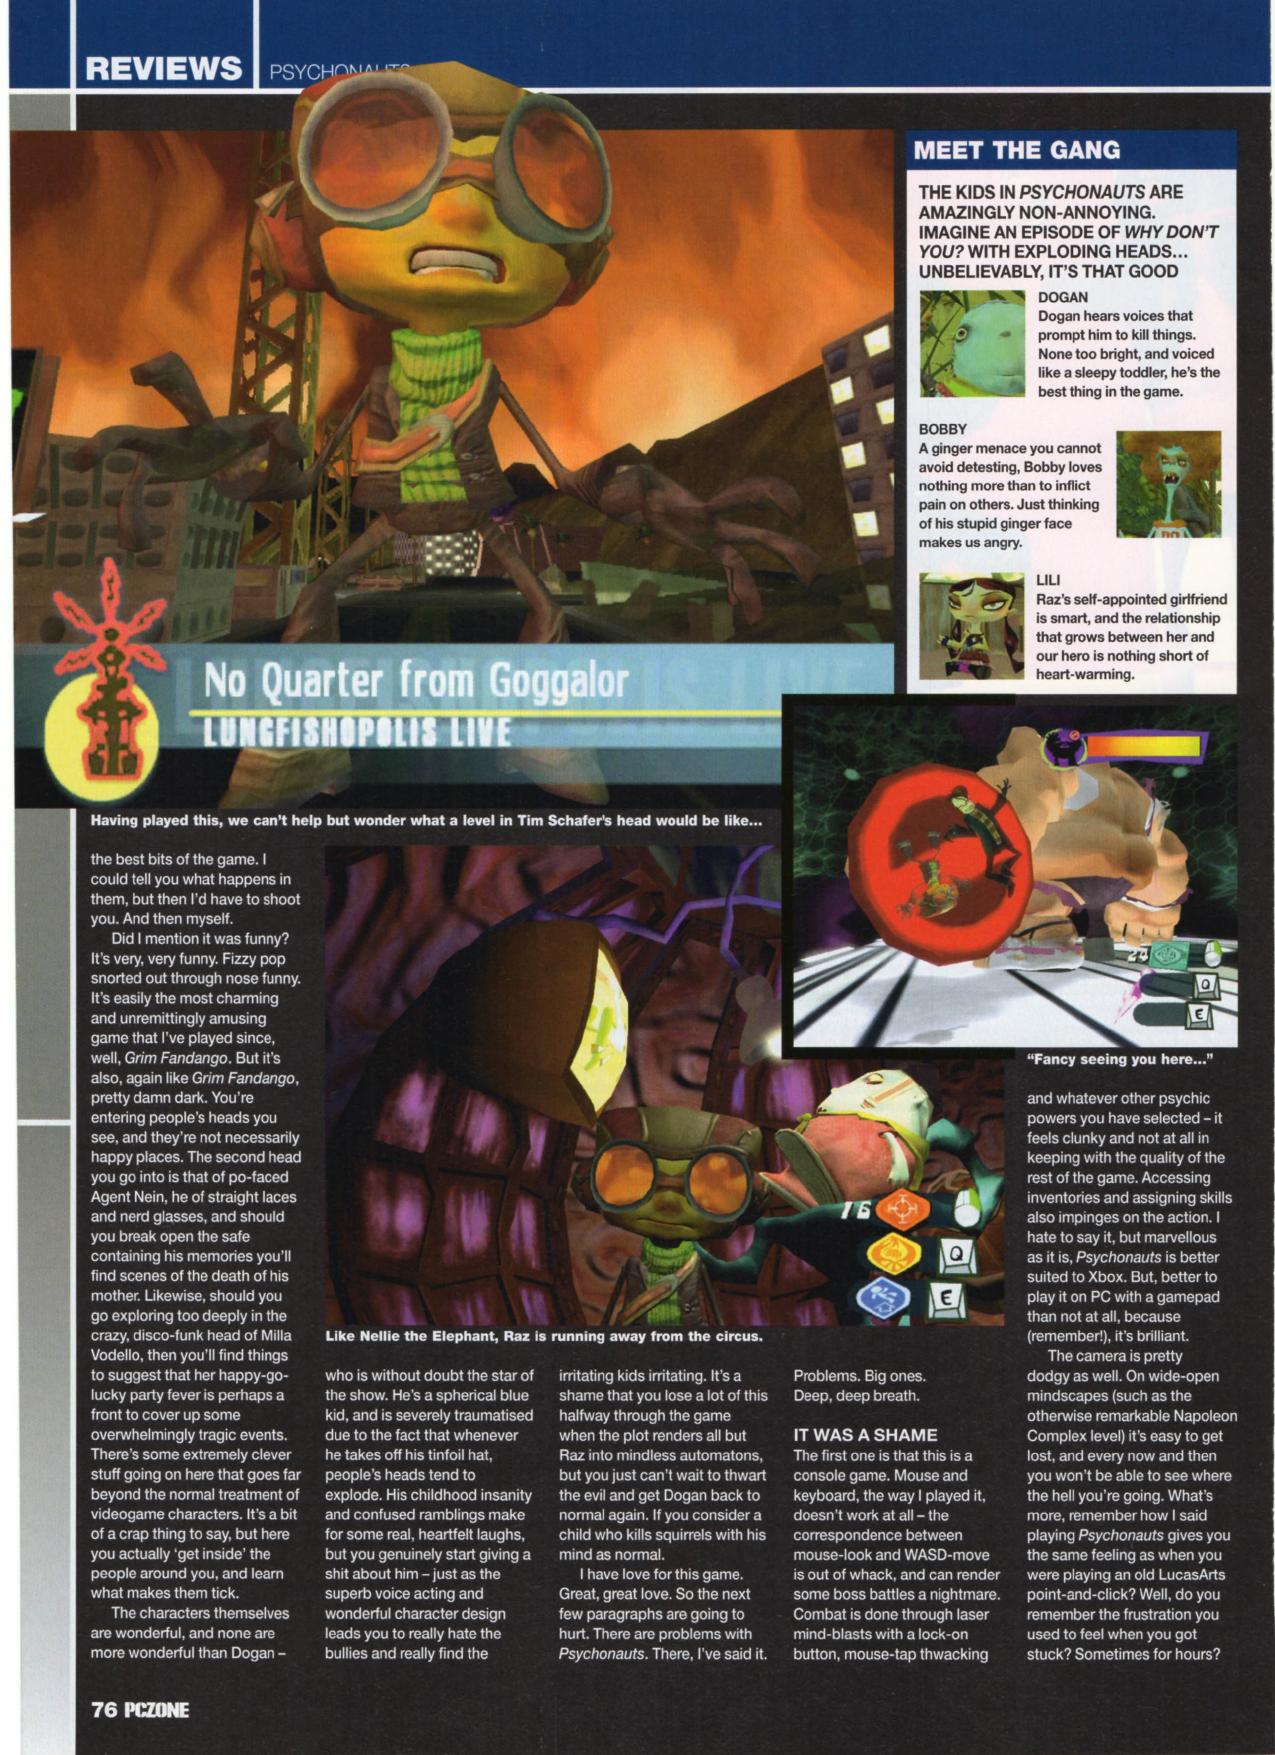 REVIEWS
PSYCHONAUTS
MEET THE GANG
THE KIDS IN PSYCHONAUTS ARE
AMAZINGLY NON-ANNOYING.
IMAGINE AN EPISODE OF WHY DON'T
YOU? WITH EXPLODING HEADS...
UNBELIEVABLY, IT'S THAT GOOD
DOGAN
Dogan hears voices that
prompt him to kill things.
None too bright, and voiced
like a sleepy toddler, he's the
best thing in the game.
BOBBY
A ginger menace you cannot
avoid detesting, Bobby loves
nothing more than to inflict
pain on others. Just thinking
of his stupid ginger face
makes us angry.
LILI
Raz's self-appointed girlfriend
is smart, and the relationship
that grows between her and
our hero is nothing short of
heart-warming.
No Quarter from Goggalor
LUNGFISHOPOLIS LIVE
Having played this, we can't help but wonder what a level in Tim Schafer's head would be like...
24
Q
E
"Fancy seeing you here..."
16
Q
E
Like Nellie the Elephant, Raz is running away from the circus.
the best bits of the game. I
could tell you what happens in
them, but then I'd have to shoot
you. And then myself.
Did I mention it was funny?
It's very, very funny. Fizzy pop
snorted out through nose funny.
It's easily the most charming
and unremittingly amusing
game that I've played since,
well, Grim Fandango. But it's
also, again like Grim Fandango,
pretty damn dark. You're
entering people's heads you
see, and they're not necessarily
happy places. The second head
you go into is that of po-faced
Agent Nein, he of straight laces
and nerd glasses, and should
you break open the safe
containing his memories you'll
find scenes of the death of his
mother. Likewise, should you
go exploring too deeply in the
crazy, disco-funk head of Milla
Vodello, then you'll find things
to suggest that her happy-go-
lucky party fever is perhaps a
front to cover up some
overwhelmingly tragic events.
There's some extremely clever
stuff going on here that goes far
beyond the normal treatment of
videogame characters. It's a bit
of a crap thing to say, but here
you actually 'get inside' the
people around you, and learn
what makes them tick.
The characters themselves
are wonderful, and none are
more wonderful than Dogan –
who is without doubt the star of
the show. He's a spherical blue
kid, and is severely traumatised
due to the fact that whenever
he takes off his tinfoil hat,
people's heads tend to
explode. His childhood insanity
and confused ramblings make
for some real, heartfelt laughs,
but you genuinely start giving a
shit about him – just as the
superb voice acting and
wonderful character design
leads you to really hate the
bullies and really find the
irritating kids irritating. It's a
shame that you lose a lot of this
halfway through the game
when the plot renders all but
Raz into mindless automatons,
but you just can't wait to thwart
the evil and get Dogan back to
normal again. If you consider a
child who kills squirrels with his
mind as normal.
I have love for this game.
Great, great love. So the next
few paragraphs are going to
hurt. There are problems with
Psychonauts. There, I've said it.
Problems. Big ones.
Deep, deep breath.
IT WAS A SHAME
The first one is that this is a
console game. Mouse and
keyboard, the way I played it,
doesn't work at all – the
correspondence between
mouse-look and WASD-move
is out of whack, and can render
some boss battles a nightmare.
Combat is done through laser
mind-blasts with a lock-on
button, mouse-tap thwacking
and whatever other psychic
powers you have selected – it
feels clunky and not at all in
keeping with the quality of the
rest of the game. Accessing
inventories and assigning skills
also impinges on the action. I
hate to say it, but marvellous
as it is, Psychonauts is better
suited to Xbox. But, better to
play it on PC with a gamepad
than not at all, because
(remember!), it's brilliant.
The camera is pretty
dodgy as well. On wide-open
mindscapes (such as the
otherwise remarkable Napoleon
Complex level) it's easy to get
lost, and every now and then
you won't be able to see where
the hell you're going. What's
more, remember how I said
playing Psychonauts gives you
the same feeling as when you
were playing an old LucasArts
point-and-click? Well, do you
remember the frustration you
used to feel when you got
stuck? Sometimes for hours?
76 PCZONE